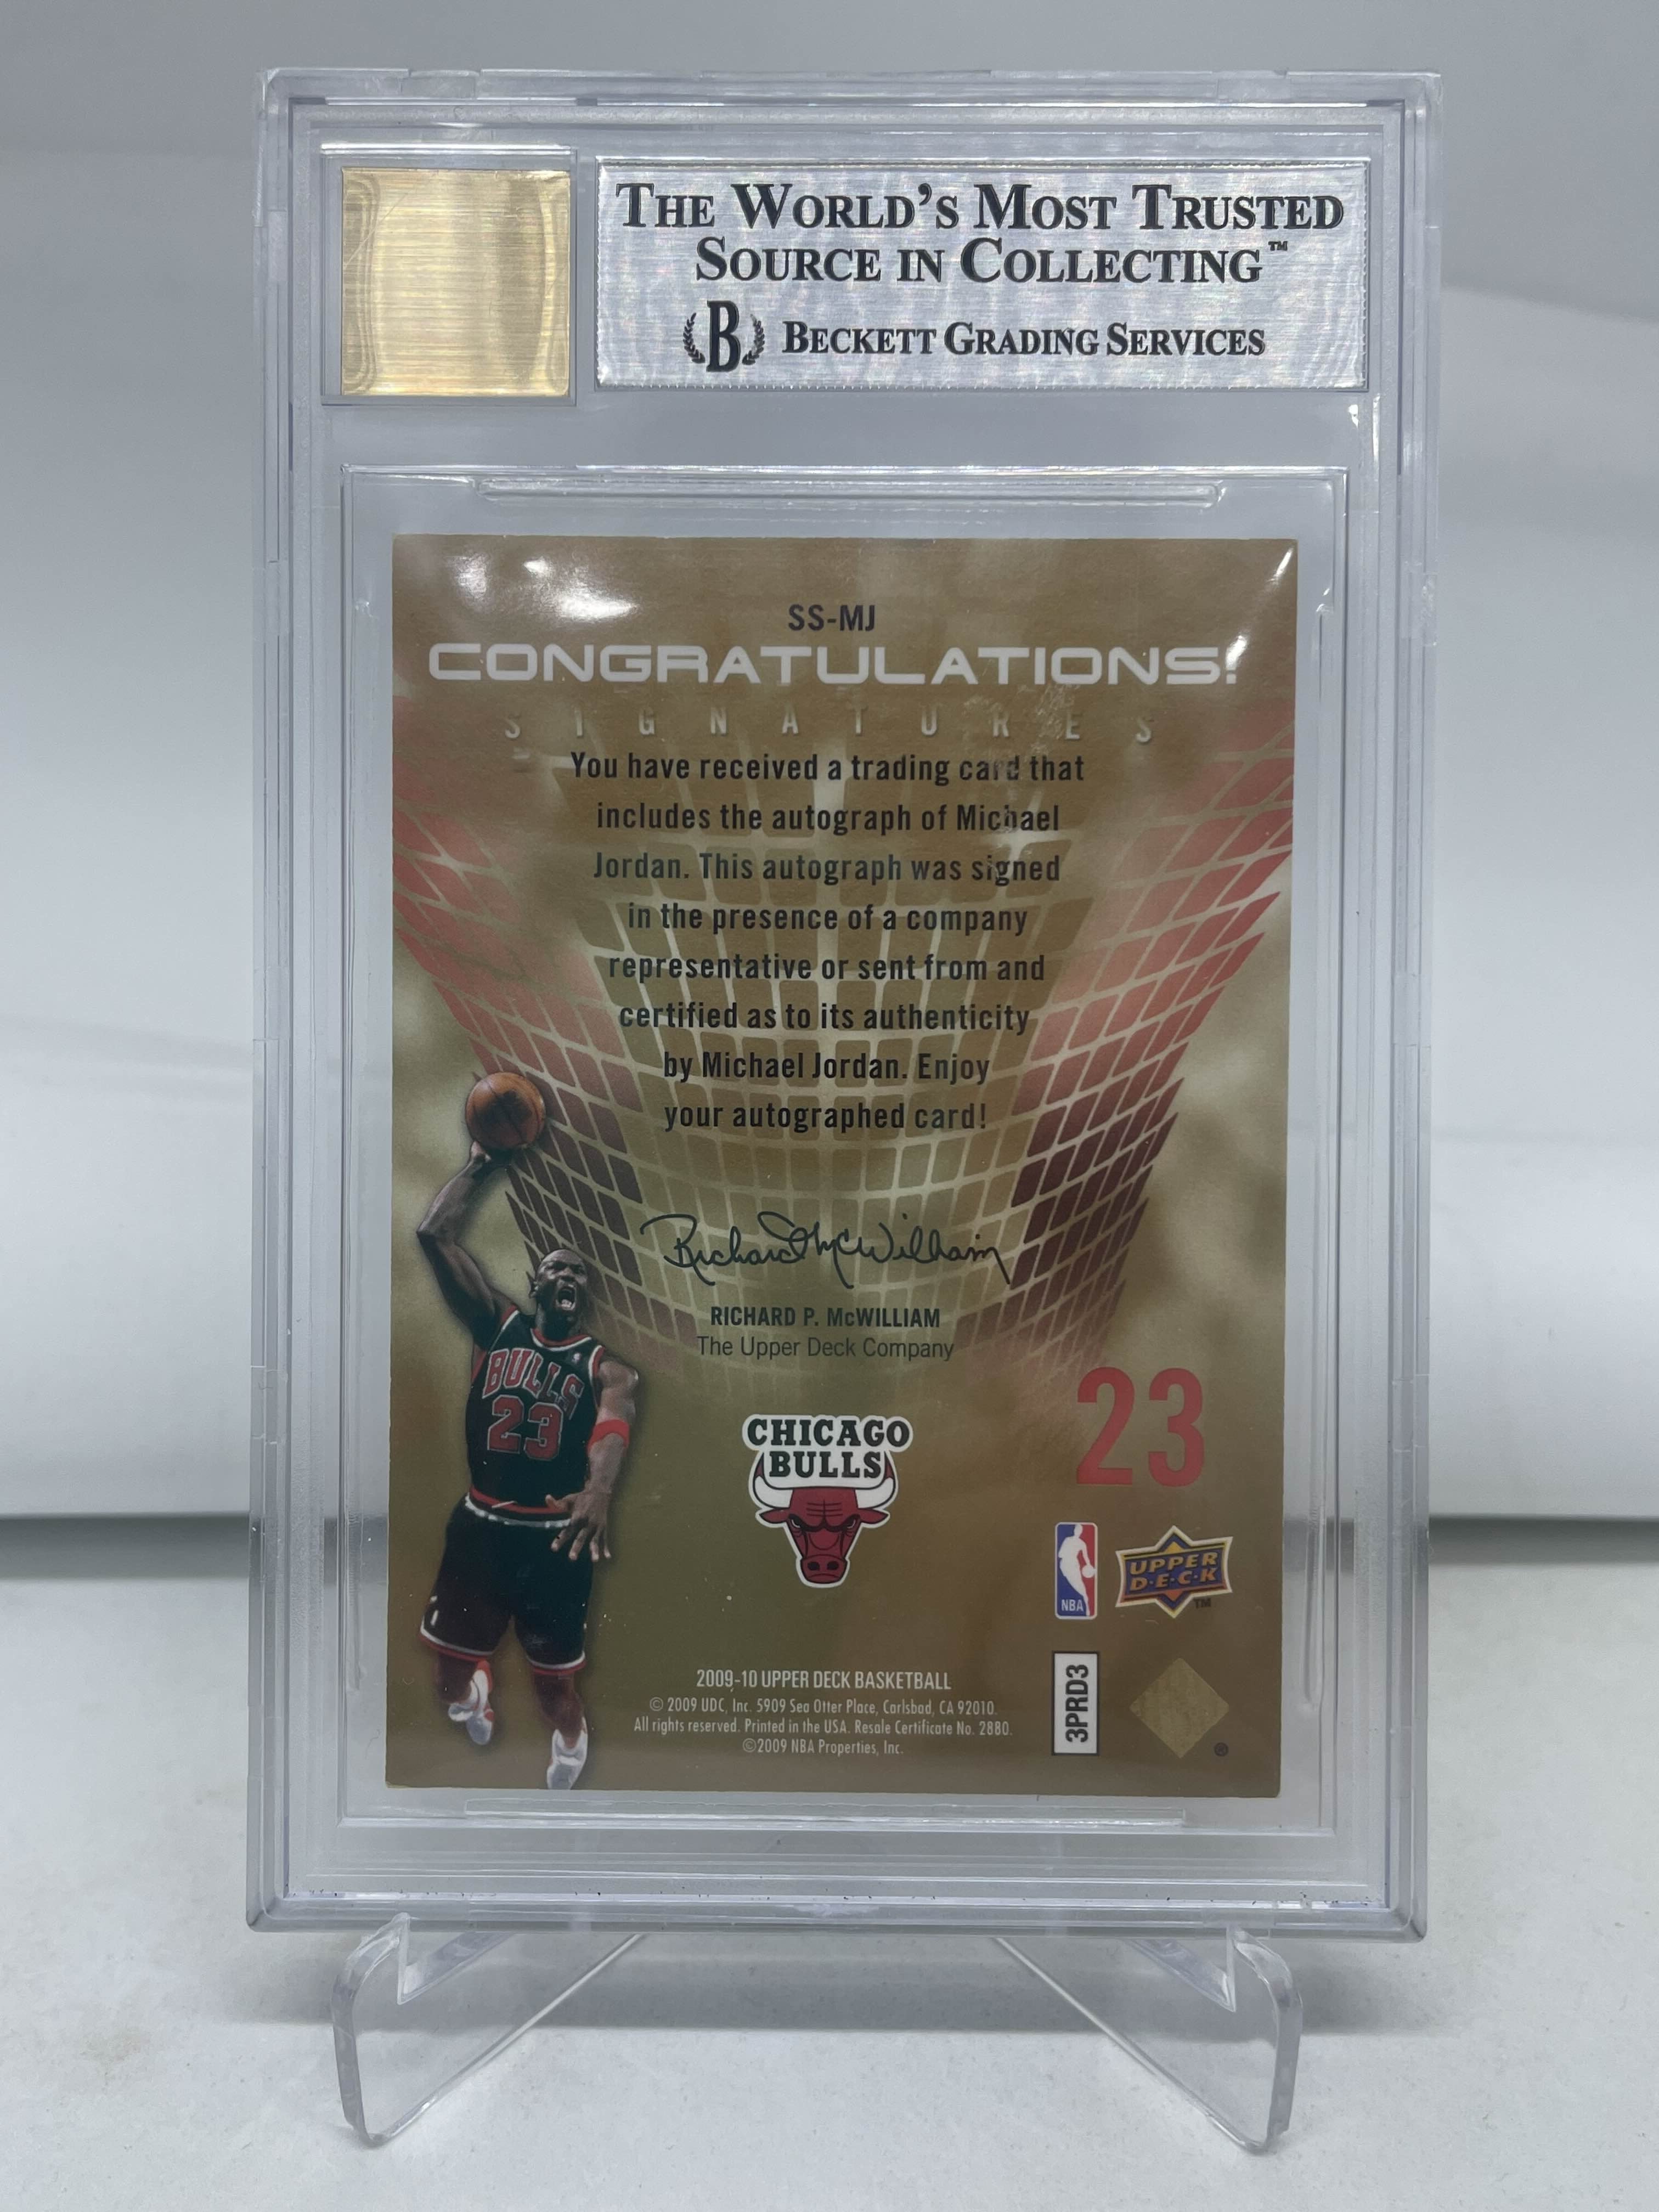 THE WORLD'S MOST TRUSTED
SOURCE IN COLLECTING™
B BECKETT GRADING SERVICES
SS-MJ
CONGRATULATIONS!
SIGNATURES
You have received a trading card that
includes the autograph of Michael
Jordan. This autograph was signed
in the presence of a company
representative or sent from and
certified as to its authenticity
by Michael Jordan. Enjoy
your autographed card!
Richard McWilliam
RICHARD P. McWILLIAM
The Upper Deck Company
BULLS
23
23
CHICAGO
BULLS
NBA
UPPER
D·E·C·K
TM
3PRD3
2009-10 UPPER DECK BASKETBALL
© 2009 UDC, Inc. 5909 Sea Otter Place, Carlsbad, CA 92010.
All rights reserved. Printed in the USA. Resale Certificate No. 2880.
©2009 NBA Properties, Inc.
®